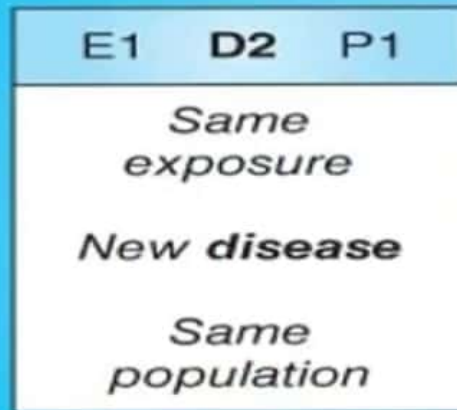 E1 D2 P1
Same
exposure
New disease
Same
population